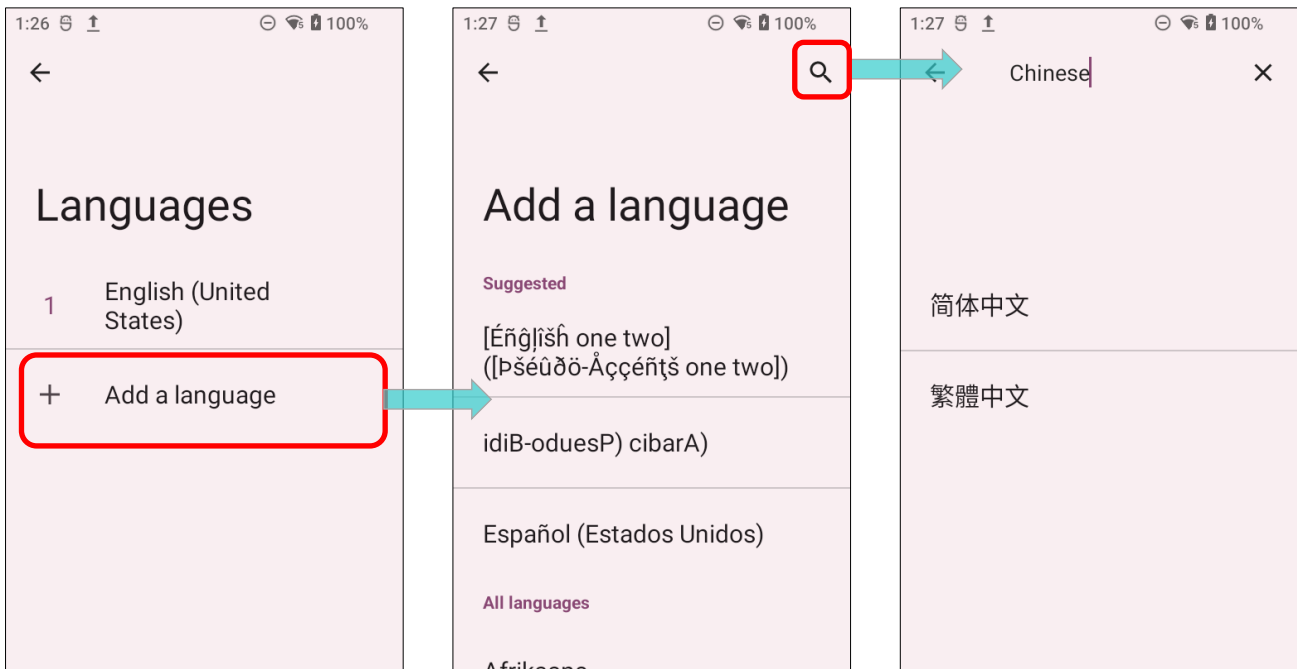 1:26
100%
Languages
1
English (United
States)
+ Add a language
1:27
100%
Add a language
Suggested
[Éñĝļîšĥ one two]
([Þšéûðö-Åççéñţš one two])
idiB-oduesP) cibarA)
Español (Estados Unidos)
All languages
Afrikaans
1:27
100%
Chinese
简体中文
繁體中文